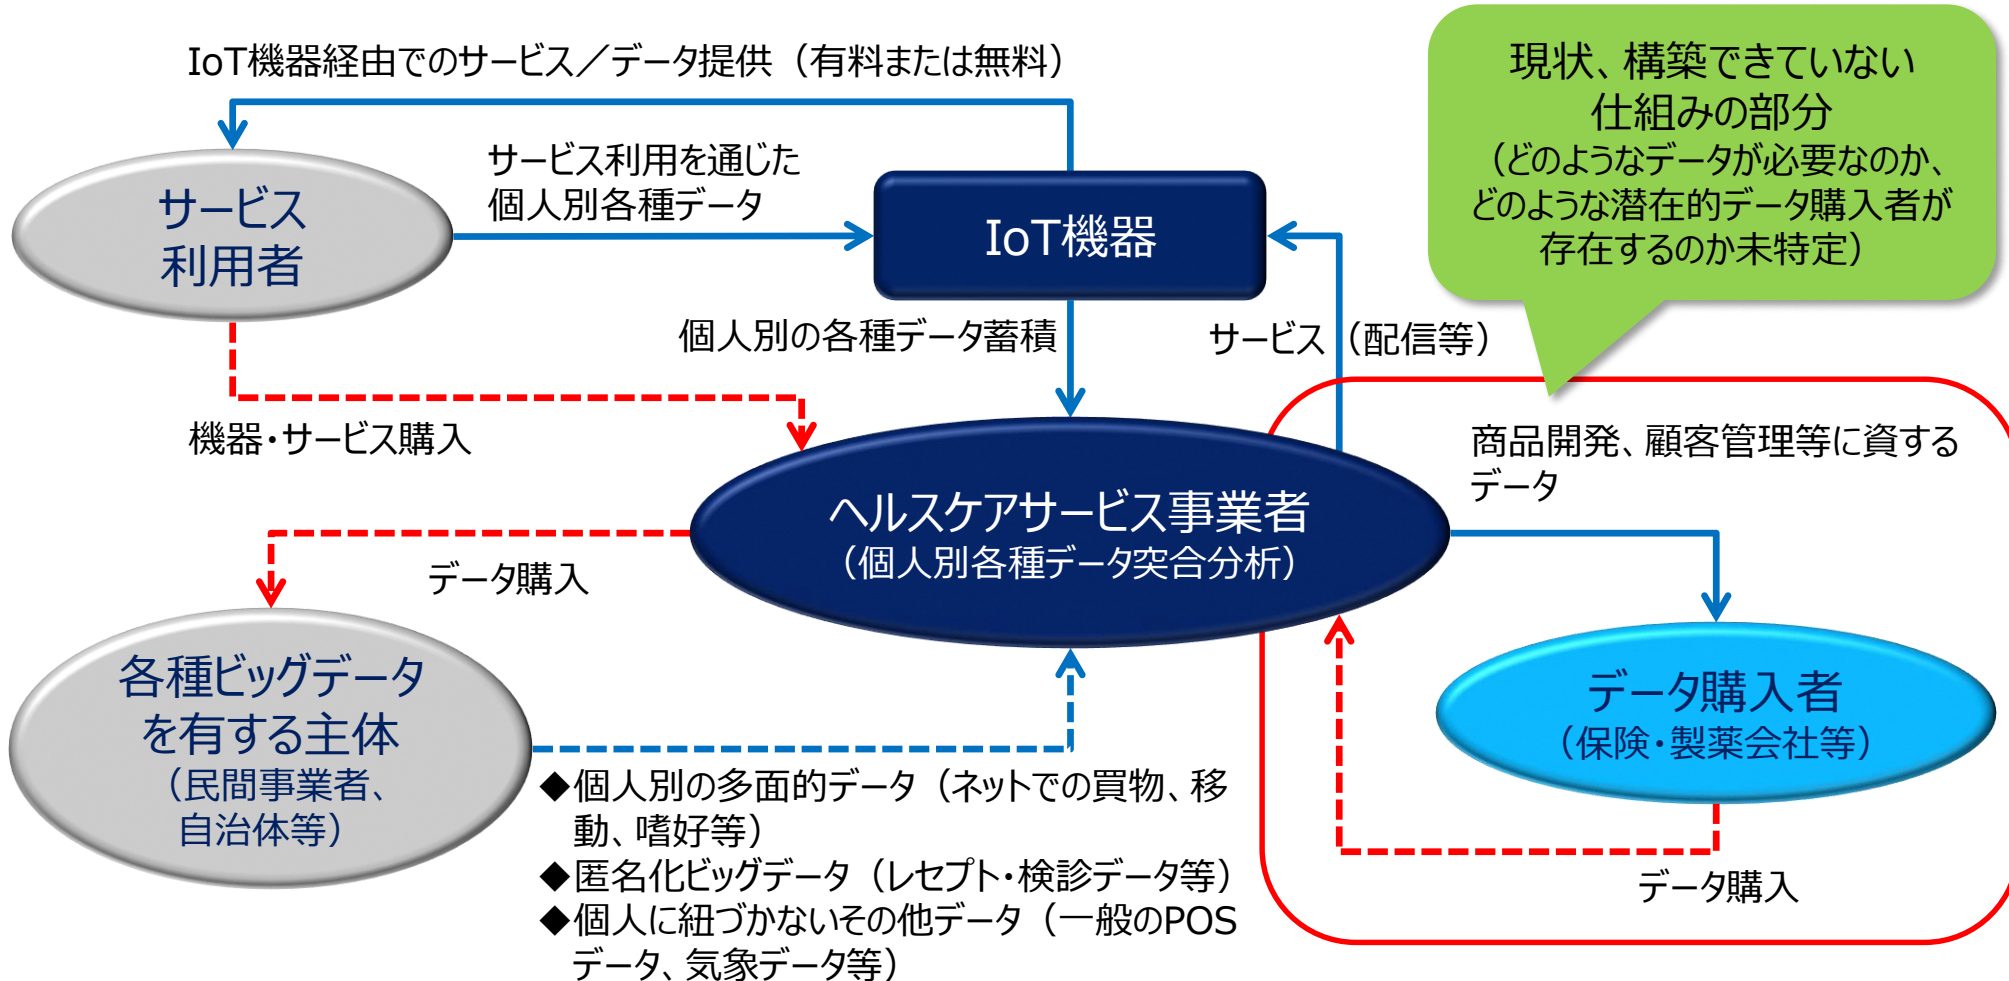 IoT機器経由でのサービス／データ提供（有料または無料）
現状、構築できていない
仕組みの部分
（どのようなデータが必要なのか、
どのような潜在的データ購入者が
存在するのか未特定）
サービス利用を通じた
個人別各種データ
サービス
利用者
IoT機器
個人別の各種データ蓄積
サービス（配信等）
機器・サービス購入
商品開発、顧客管理等に資する
データ
ヘルスケアサービス事業者
（個人別各種データ突合分析）
データ購入
各種ビッグデータ
を有する主体
（民間事業者、
自治体等）
データ購入者
（保険・製薬会社等）
◆個人別の多面的データ（ネットでの買物、移
動、嗜好等）
◆匿名化ビッグデータ（レセプト・検診データ等）
◆個人に紐づかないその他データ（一般のPOS
データ、気象データ等）
データ購入